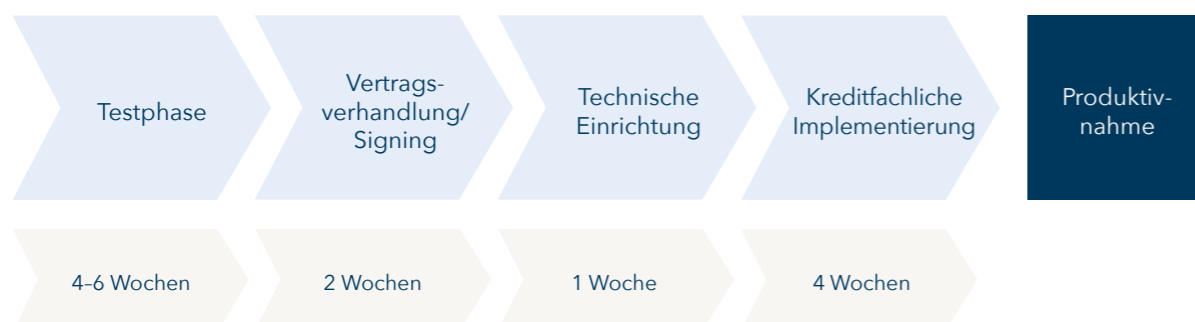 Testphase
Vertrags-
verhandlung/
Signing
Technische
Einrichtung
Kreditfachliche
Implementierung
Produktiv-
nahme
4–6 Wochen
2 Wochen
1 Woche
4 Wochen